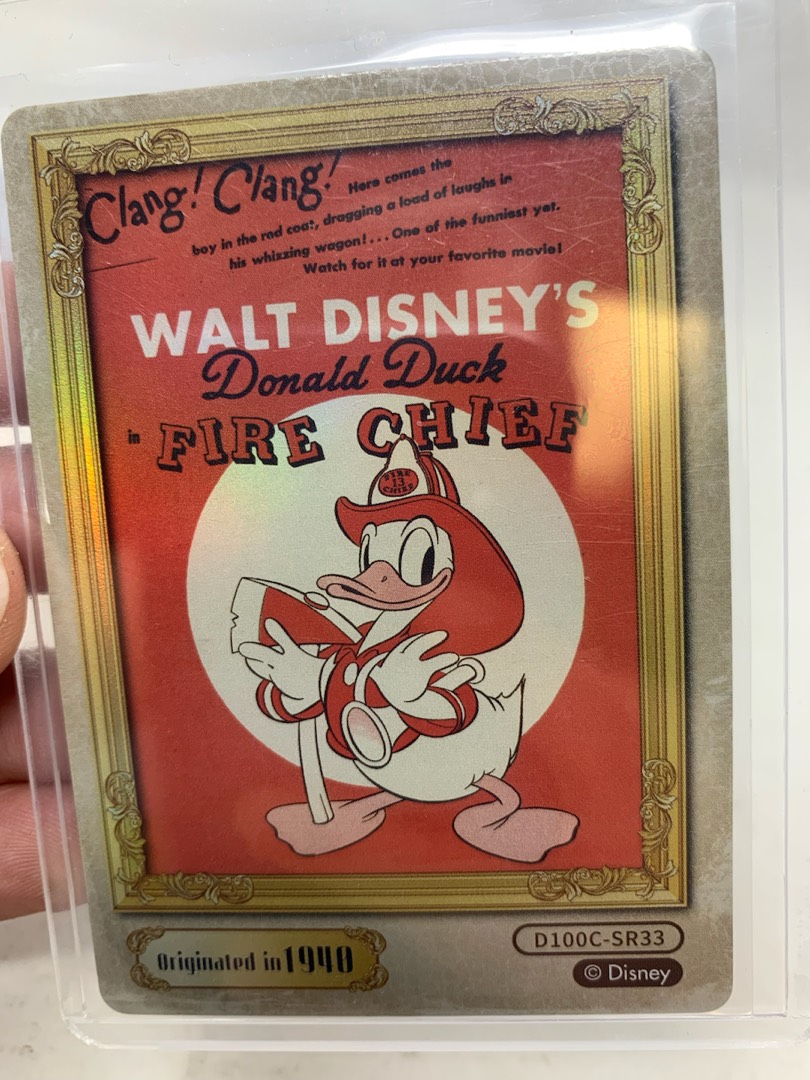 Clang! Clang! Here comes the
boy in the red coat, dragging a load of laughs in
his whizzing wagon!...One of the funniest yet.
Watch for it at your favorite movie!
WALT DISNEY'S
Donald Duck
in FIRE CHIEF
FIRE
13
CHIEF
Originated in 1940
D100C-SR33
© Disney